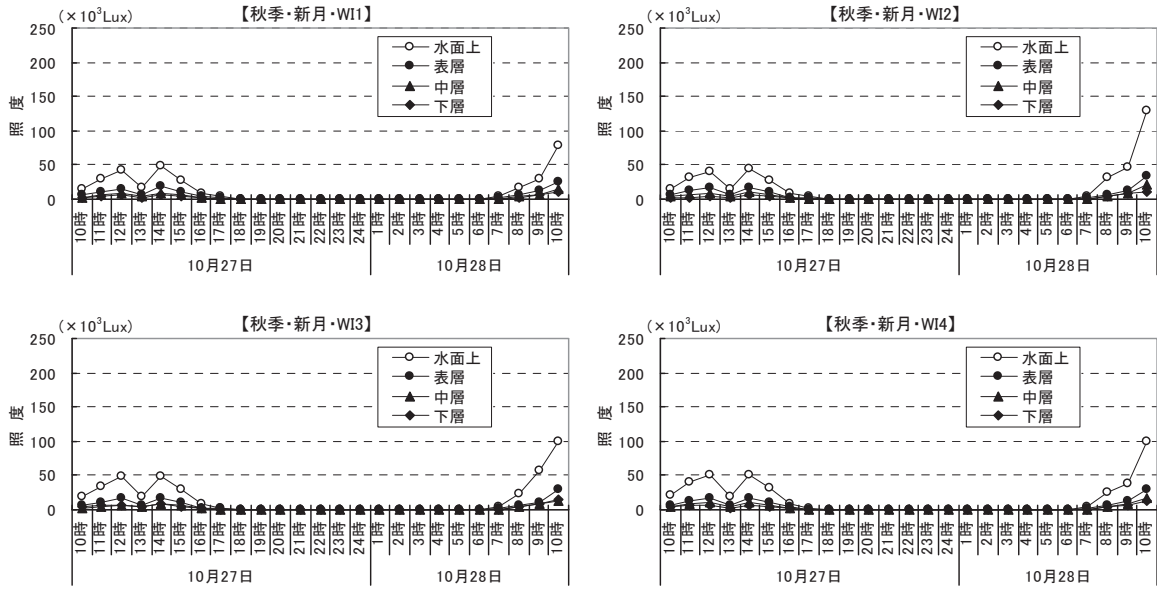 (×10³Lux) 【秋季・新月・WI1】
250
200
150
100
50
0
照度
水面上
表層
中層
下層
10時 11時 12時 13時 14時 15時 16時 17時 18時 19時 20時 21時 22時 23時 24時 1時 2時 3時 4時 5時 6時 7時 8時 9時 10時
10月27日 10月28日
(×10³Lux) 【秋季・新月・WI2】
250
200
150
100
50
0
照度
水面上
表層
中層
下層
10時 11時 12時 13時 14時 15時 16時 17時 18時 19時 20時 21時 22時 23時 24時 1時 2時 3時 4時 5時 6時 7時 8時 9時 10時
10月27日 10月28日
(×10³Lux) 【秋季・新月・WI3】
250
200
150
100
50
0
照度
水面上
表層
中層
下層
10時 11時 12時 13時 14時 15時 16時 17時 18時 19時 20時 21時 22時 23時 24時 1時 2時 3時 4時 5時 6時 7時 8時 9時 10時
10月27日 10月28日
(×10³Lux) 【秋季・新月・WI4】
250
200
150
100
50
0
照度
水面上
表層
中層
下層
10時 11時 12時 13時 14時 15時 16時 17時 18時 19時 20時 21時 22時 23時 24時 1時 2時 3時 4時 5時 6時 7時 8時 9時 10時
10月27日 10月28日